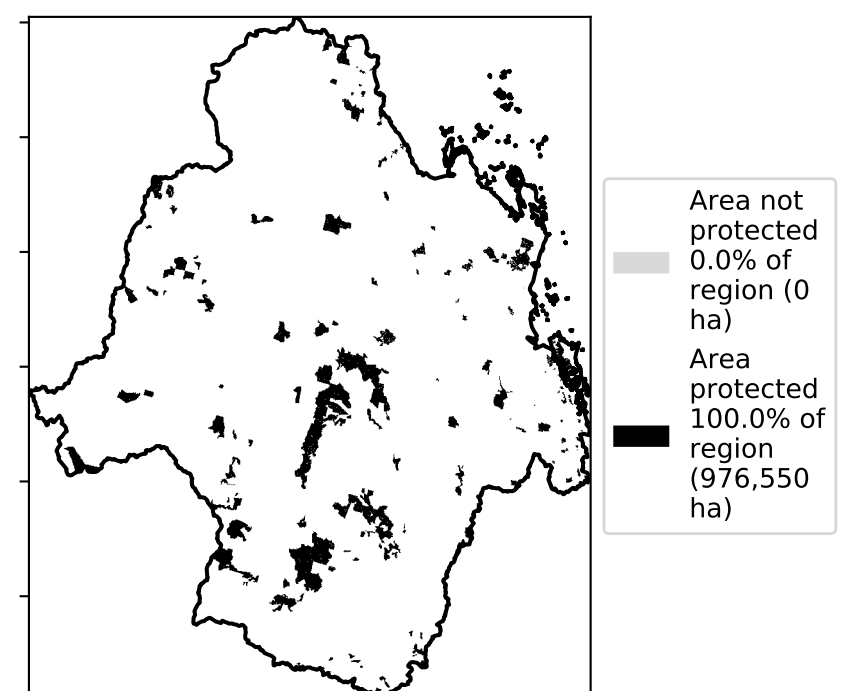 Area not
protected
0.0% of
region (0
ha)
Area
protected
100.0% of
region
(976,550
ha)